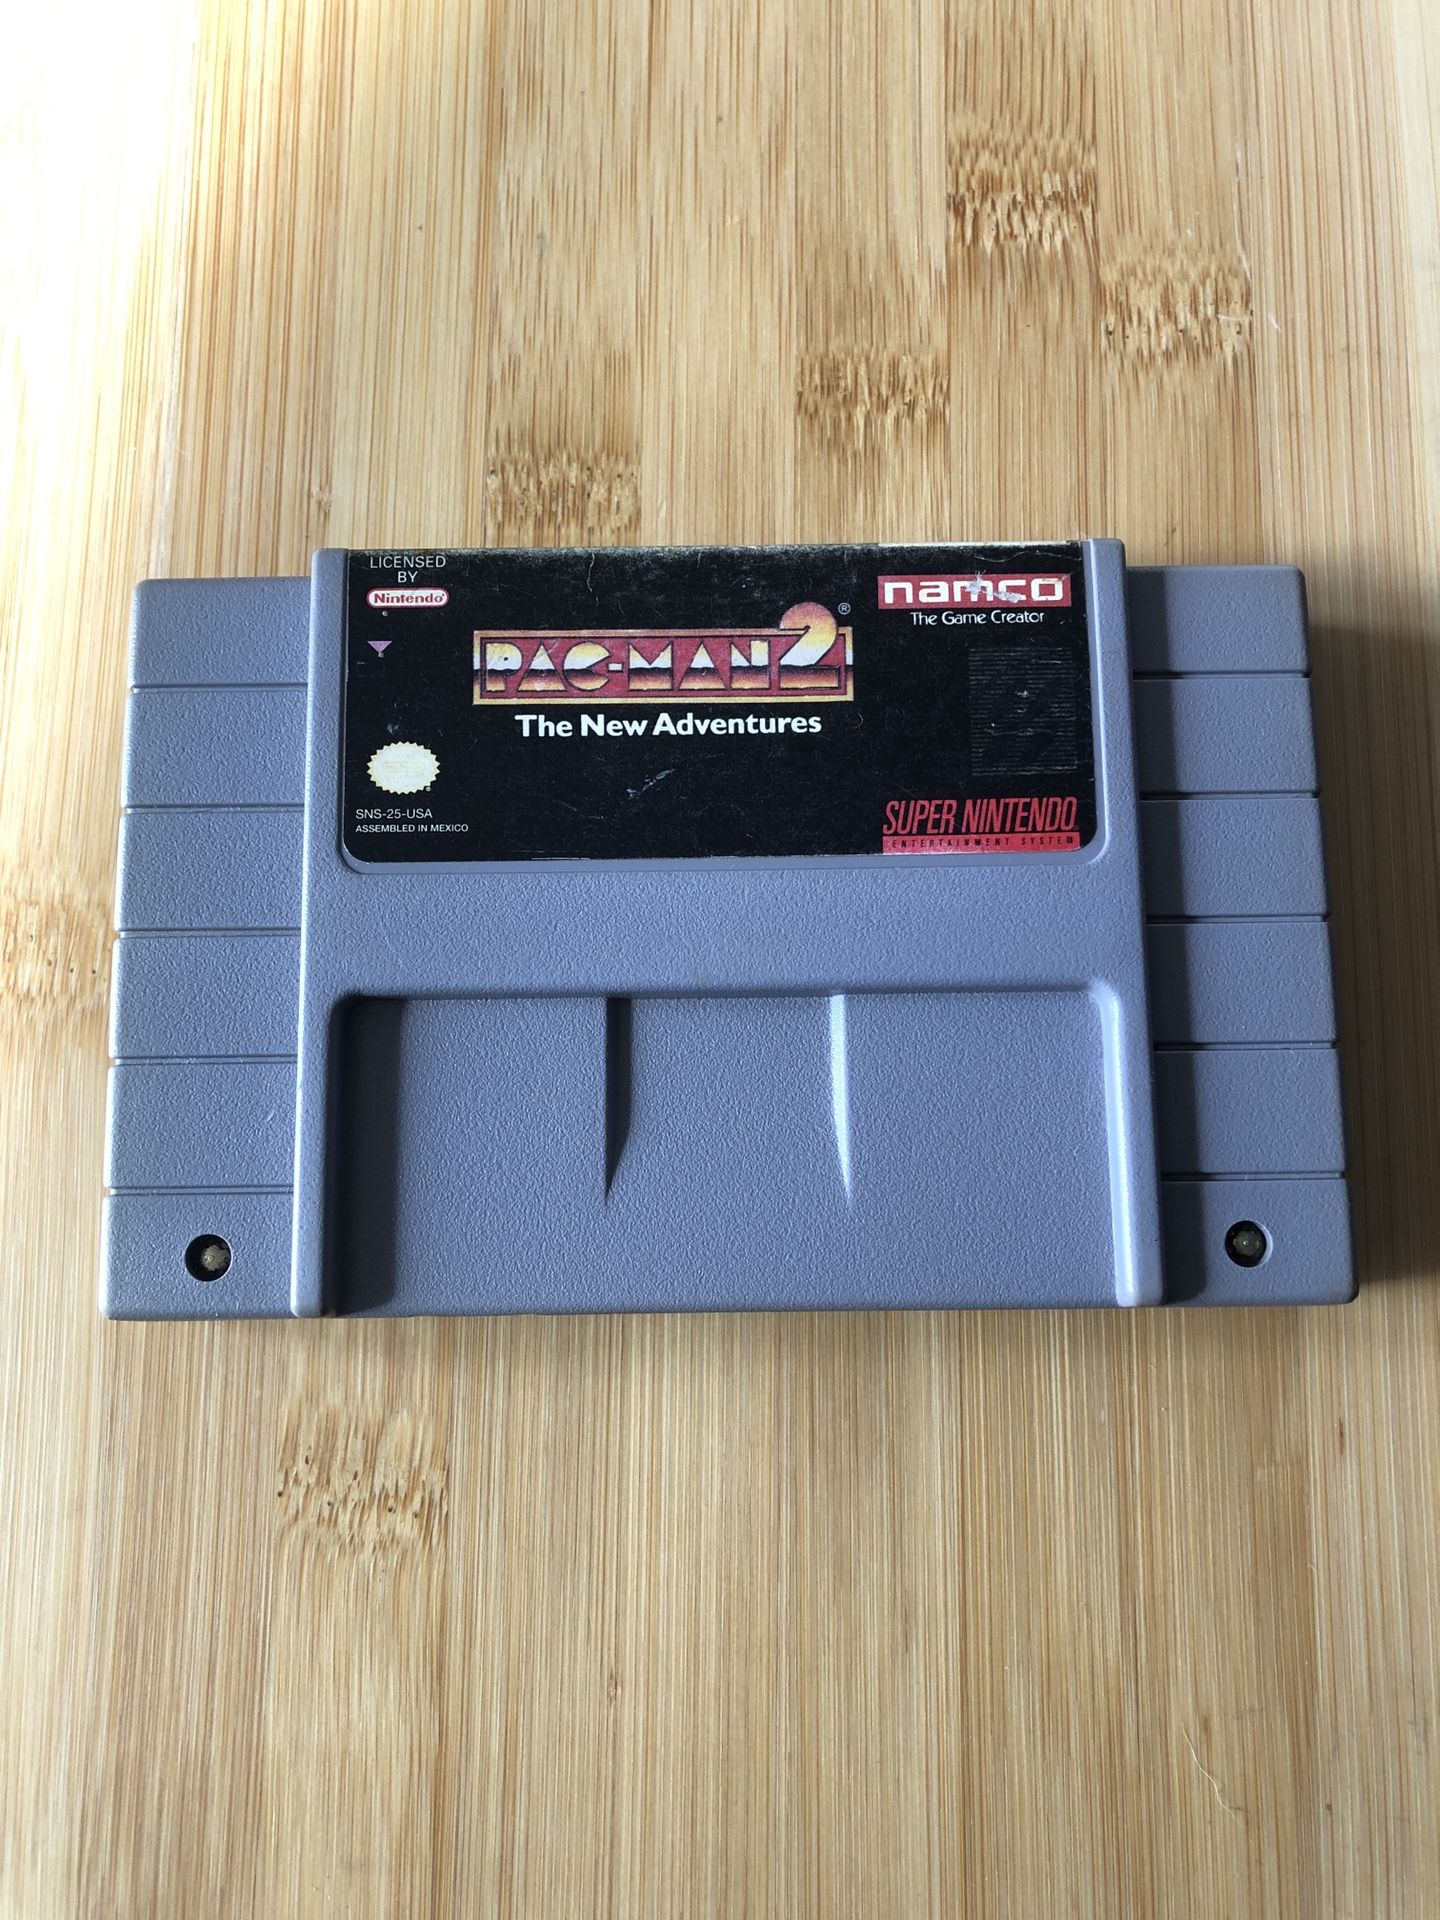 LICENSED
BY
Nintendo®
PAC-MAN 2®
The New Adventures
namco
The Game Creator
SNS-25-USA
ASSEMBLED IN MEXICO
SUPER NINTENDO
ENTERTAINMENT SYSTEM